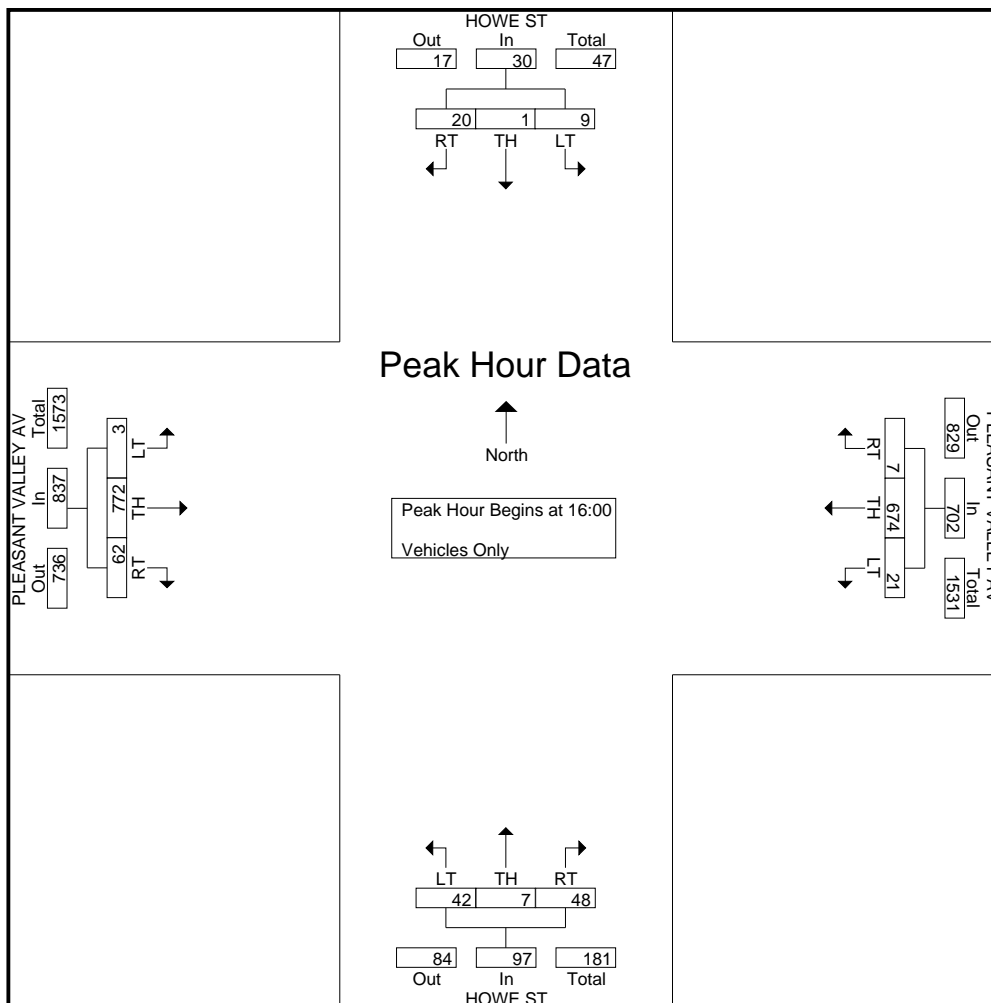 HOWE ST
Out In Total
17 30 47
20 1 9
RT TH LT
Peak Hour Data
North
Peak Hour Begins at 16:00
Vehicles Only
PLEASANT VALLEY AV
Out In Total
736 837 1573
62 772 3
RT TH LT
PLEASANT VALLEY AV
Out In Total
829 702 1531
7 674 21
RT TH LT
LT TH RT
42 7 48
84 97 181
Out In Total
HOWE ST